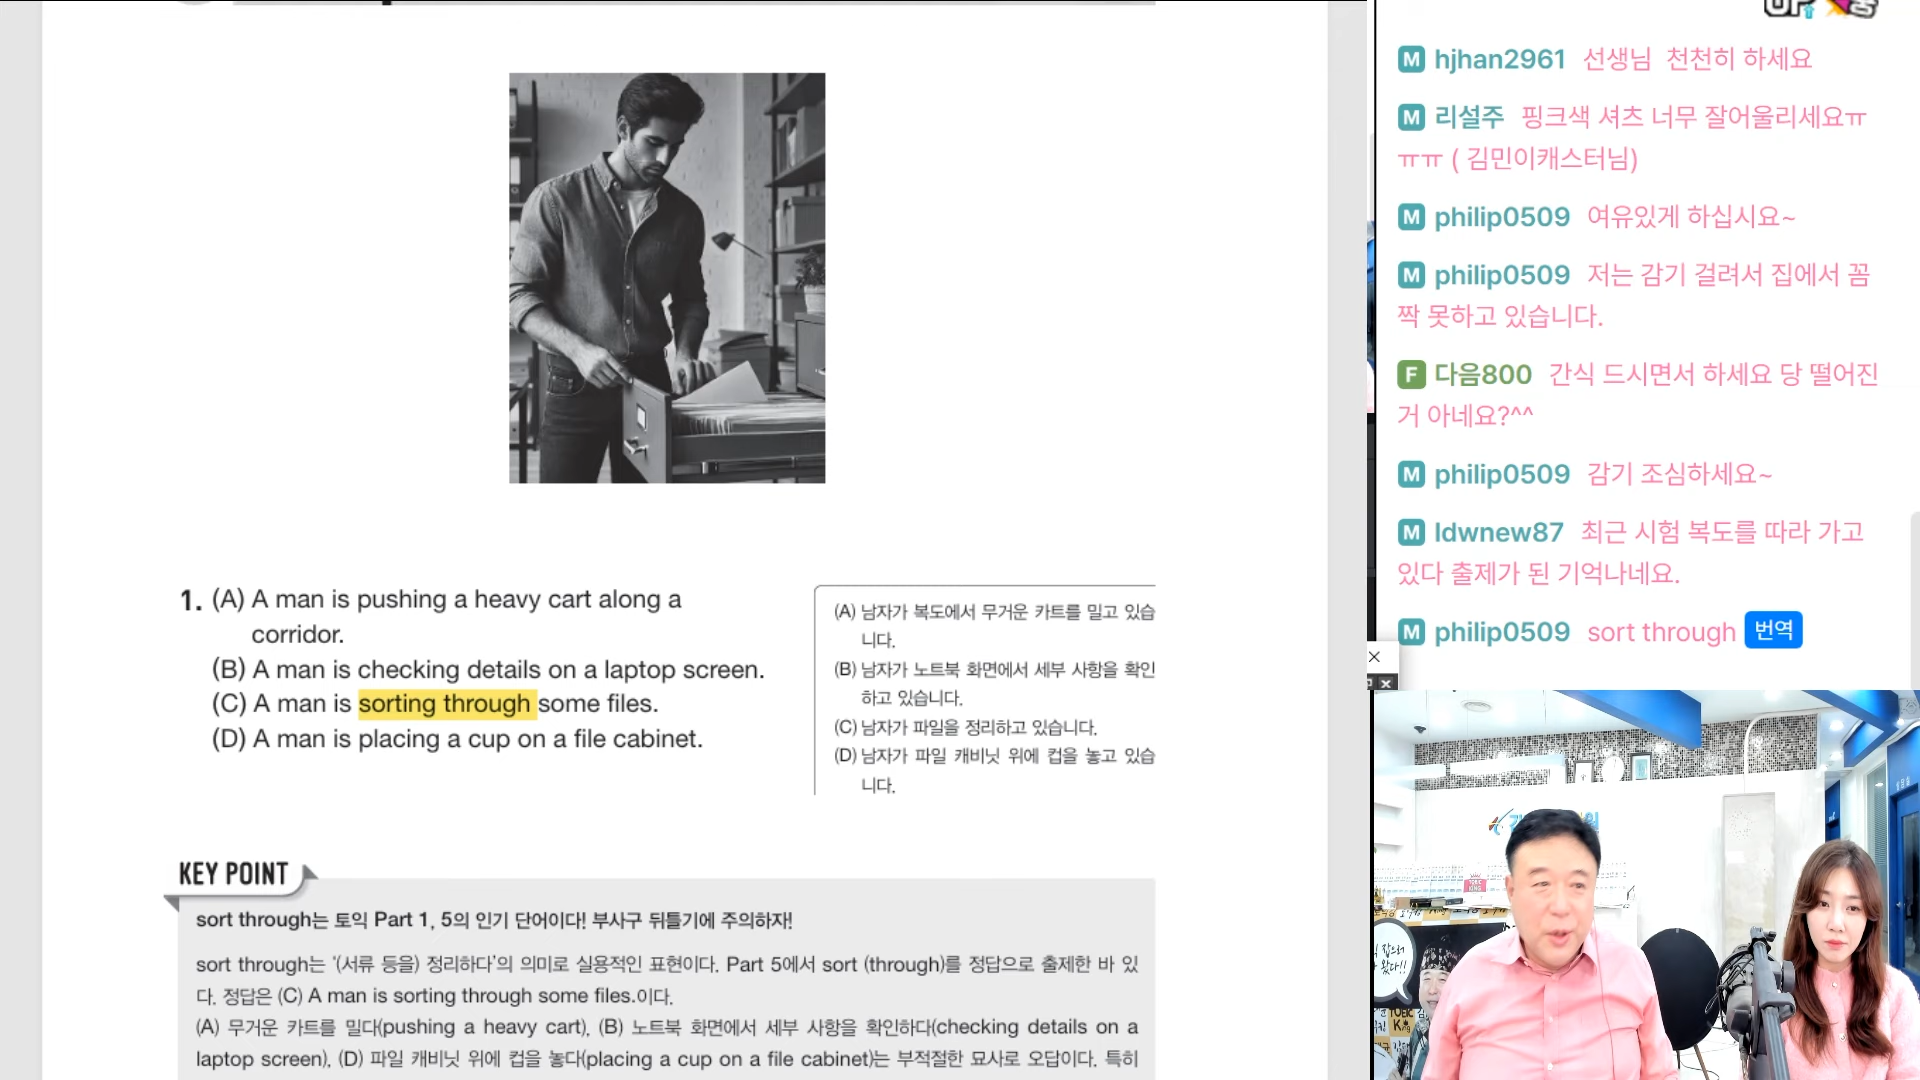 1. (A) A man is pushing a heavy cart along a
corridor.
(B) A man is checking details on a laptop screen.
(C) A man is sorting through some files.
(D) A man is placing a cup on a file cabinet.
(A) 남자가 복도에서 무거운 카트를 밀고 있습
니다.
(B) 남자가 노트북 화면에서 세부 사항을 확인
하고 있습니다.
(C) 남자가 파일을 정리하고 있습니다.
(D) 남자가 파일 캐비닛 위에 컵을 놓고 있습
니다.
KEY POINT
sort through는 토익 Part 1, 5의 인기 단어이다! 부사구 뒤틀기에 주의하자!
sort through는 '(서류 등을) 정리하다'의 의미로 실용적인 표현이다. Part 5에서 sort (through)를 정답으로 출제한 바 있
다. 정답은 (C) A man is sorting through some files.이다.
(A) 무거운 카트를 밀다(pushing a heavy cart), (B) 노트북 화면에서 세부 사항을 확인하다(checking details on a
laptop screen), (D) 파일 캐비닛 위에 컵을 놓다(placing a cup on a file cabinet)는 부적절한 묘사로 오답이다. 특히
M hjhan2961 선생님 천천히 하세요
M 리설주 핑크색 셔츠 너무 잘어울리세요ㅠ
ㅠㅠ ( 김민이캐스터님)
M philip0509 여유있게 하십시요~
M philip0509 저는 감기 걸려서 집에서 꼼
짝 못하고 있습니다.
F 다음800 간식 드시면서 하세요 당 떨어진
거 아네요?^^
M philip0509 감기 조심하세요~
M ldwnew87 최근 시험 복도를 따라 가고
있다 출제가 된 기억나네요.
M philip0509 sort through 번역